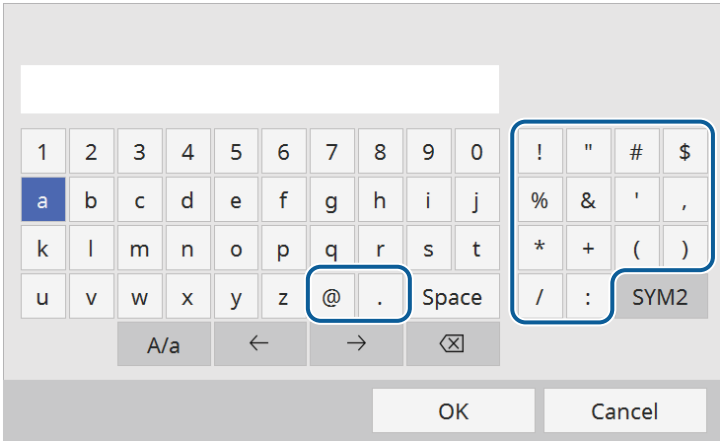 1 2 3 4 5 6 7 8 9 0 ! " # $
a b c d e f g h i j % & ' ,
k l m n o p q r s t * + ( )
u v w x y z @ . Space / : SYM2
A/a ← → ⌫
OK Cancel